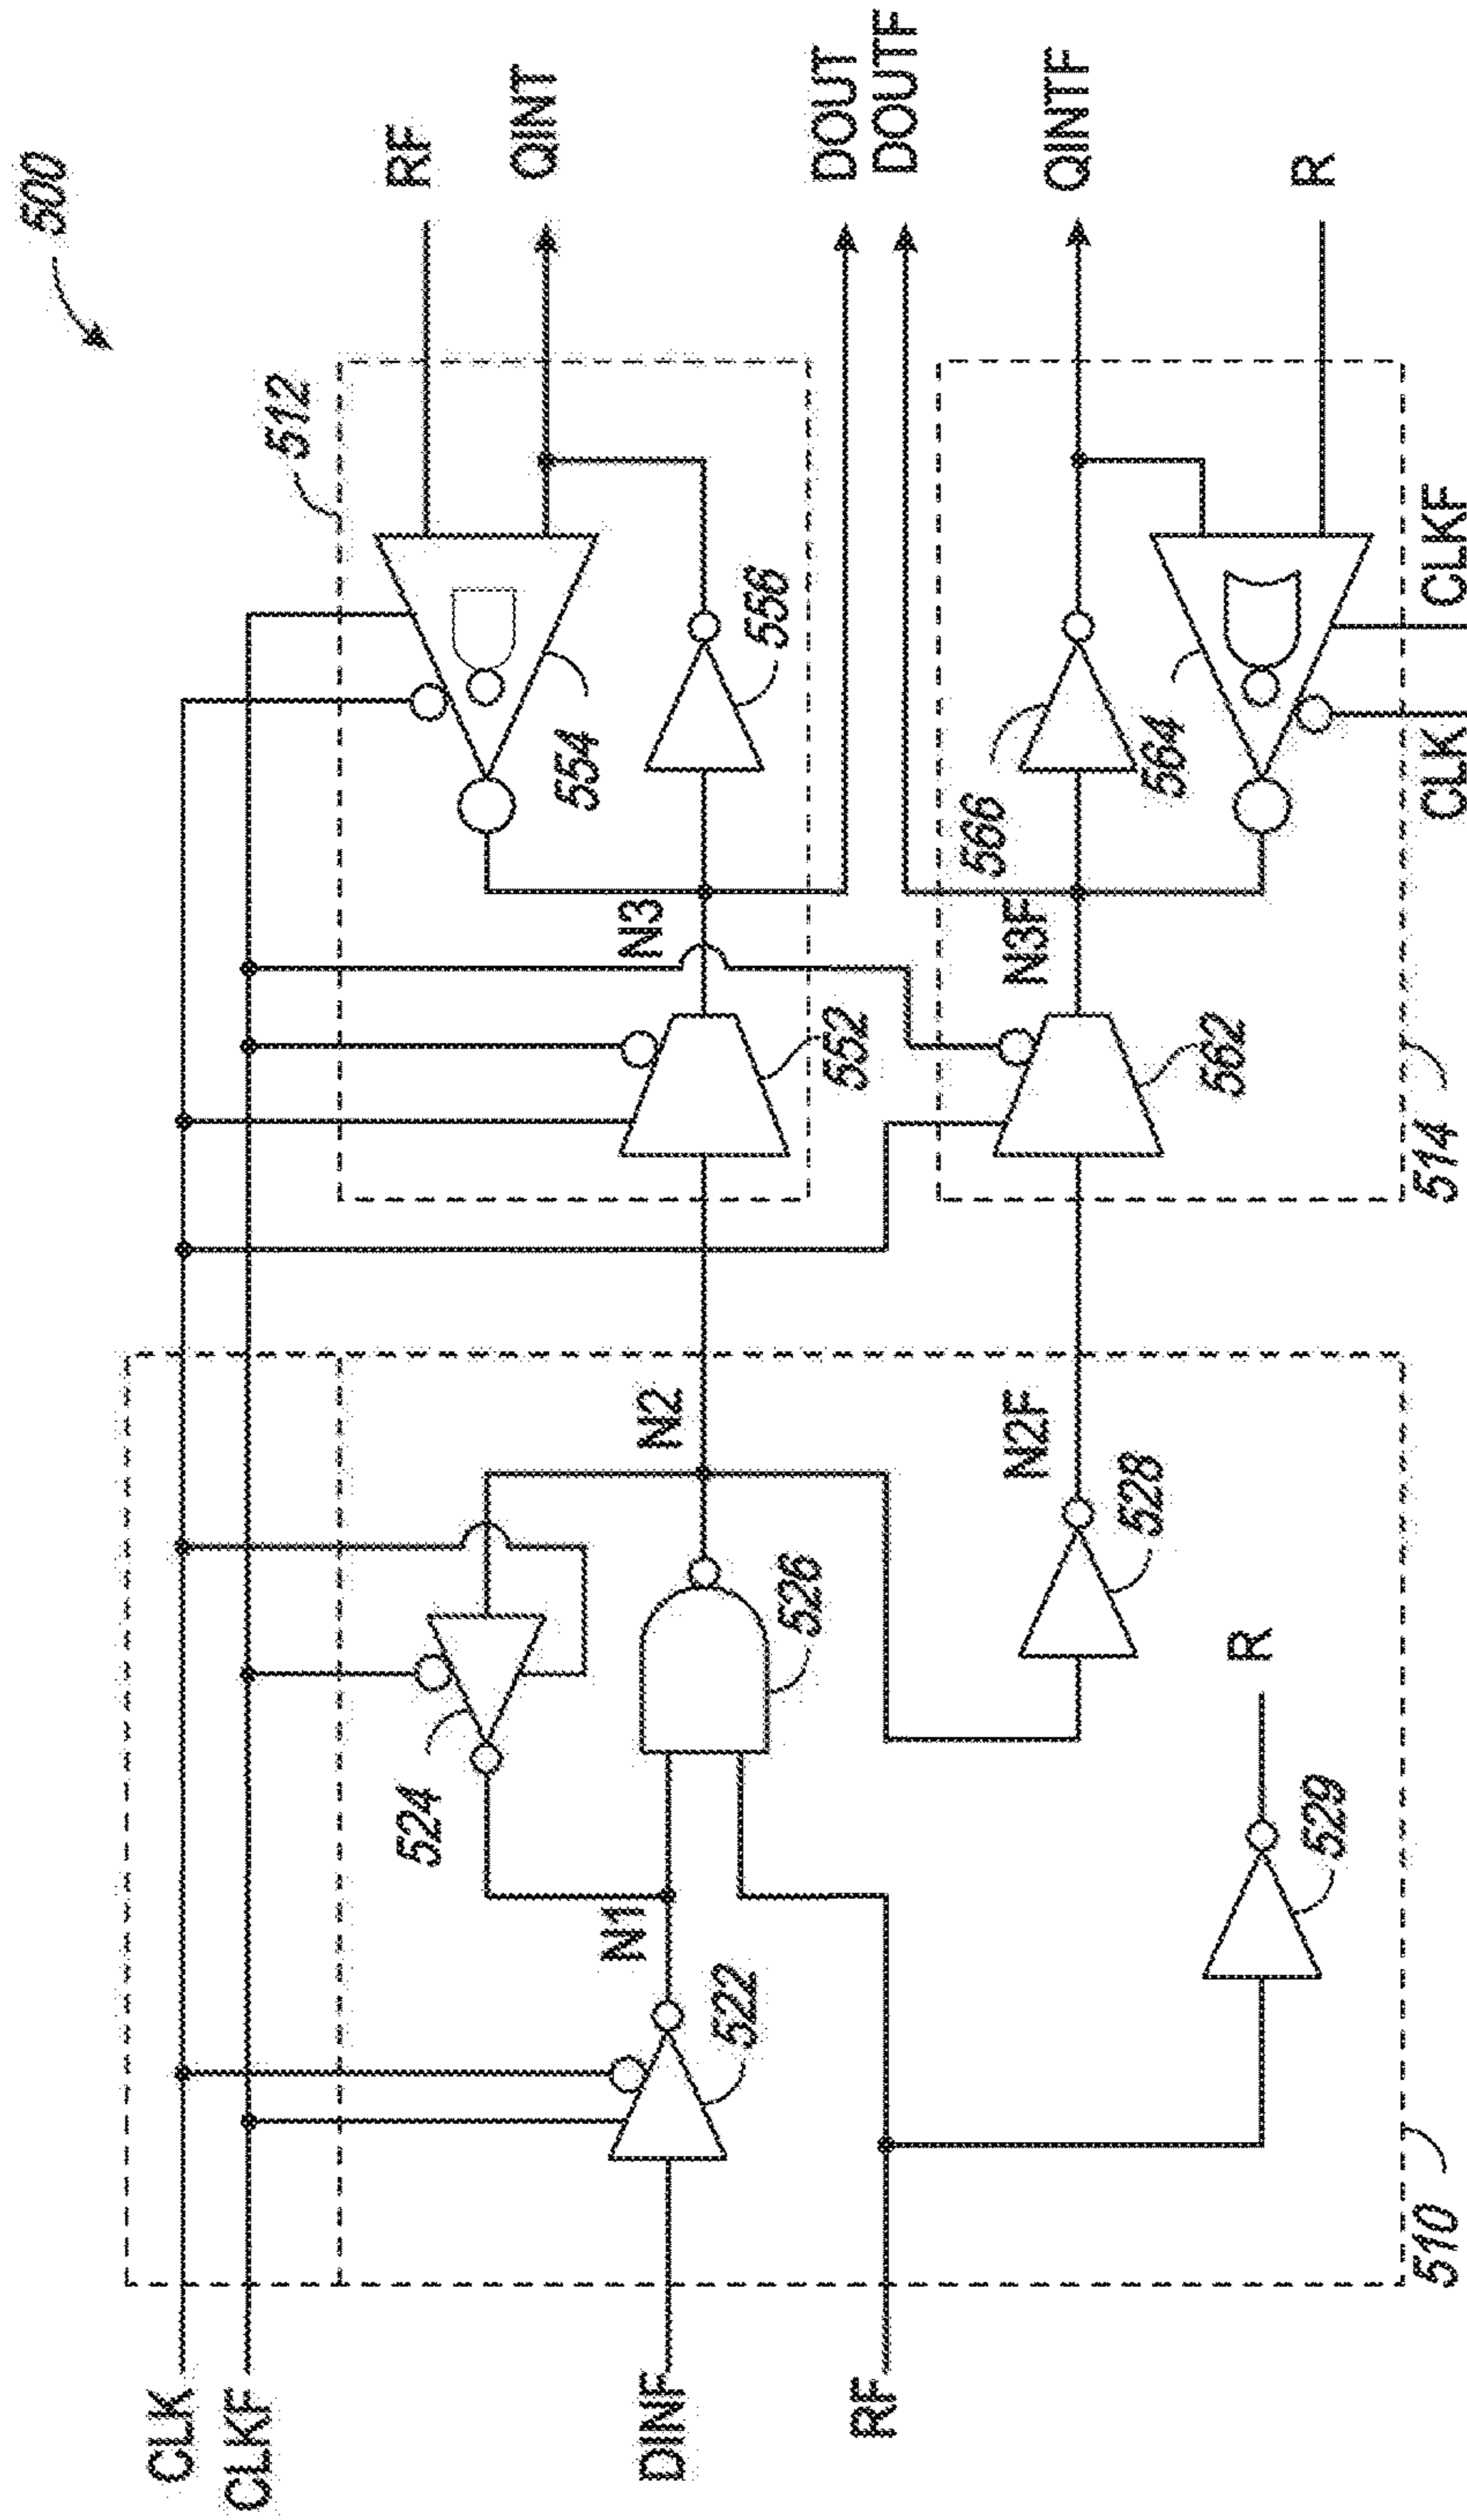 500
CLK
CLKF
DINF
RF
522
N1
524
526
N2
528
N2F
529
R
510
512
552
N3
554
556
RF
QINT
DOUT
DOUTF
QINTF
R
562
N3F
566
564
514
CLK
CLKF